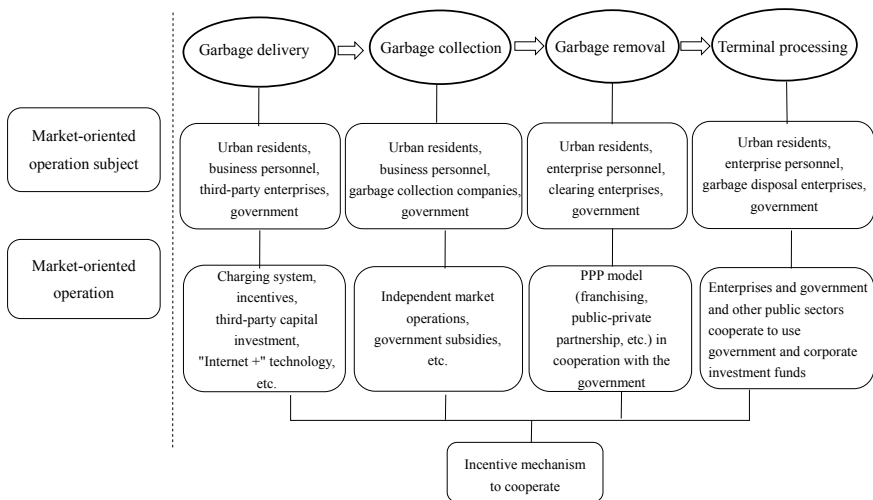 Garbage delivery
Garbage collection
Garbage removal
Terminal processing
Market-oriented
operation subject
Urban residents,
business personnel,
third-party enterprises,
government
Urban residents,
business personnel,
garbage collection companies,
government
Urban residents,
enterprise personnel,
clearing enterprises,
government
Urban residents,
enterprise personnel,
garbage disposal enterprises,
government
Market-oriented
operation
Charging system,
incentives,
third-party capital
investment,
"Internet +" technology,
etc.
Independent market
operations,
government subsidies,
etc.
PPP model
(franchising,
public-private
partnership, etc.) in
cooperation with the
government
Enterprises and government
and other public sectors
cooperate to use
government and corporate
investment funds
Incentive mechanism
to cooperate